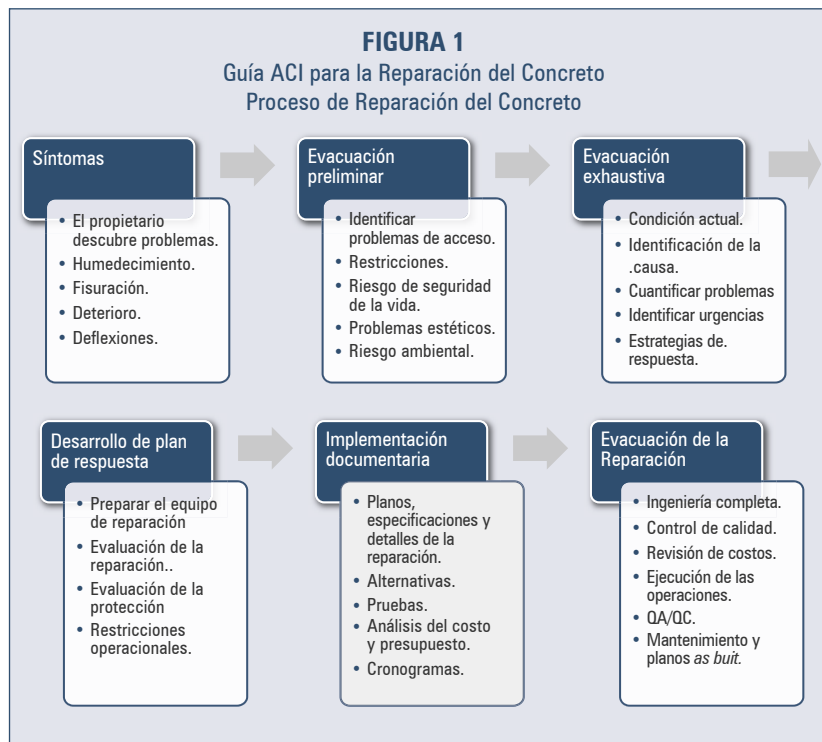 FIGURA 1
Guía ACI para la Reparación del Concreto
Proceso de Reparación del Concreto
Síntomas
• El propietario
descubre problemas.
• Humedecimiento.
• Fisuración.
• Deterioro.
• Deflexiones.
Evacuación
preliminar
• Identificar
problemas de acceso.
• Restricciones.
• Riesgo de seguridad
de la vida.
• Problemas estéticos.
• Riesgo ambiental.
Evacuación
exhaustiva
• Condición actual.
• Identificación de la
.causa.
• Cuantificar problemas
• Identificar urgencias
• Estrategias de.
respuesta.
Desarrollo de plan
de respuesta
• Preparar el equipo
de reparación
• Evaluación de la
reparación..
• Evaluación de la
protección
• Restricciones
operacionales.
Implementación
documentaria
• Planos,
especificaciones y
detalles de la
reparación.
• Alternativas.
• Pruebas.
• Análisis del costo
y presupuesto.
• Cronogramas.
Evacuación de la
Reparación
• Ingeniería completa.
• Control de calidad.
• Revisión de costos.
• Ejecución de las
operaciones.
• QA/QC.
• Mantenimiento y
planos as buit.